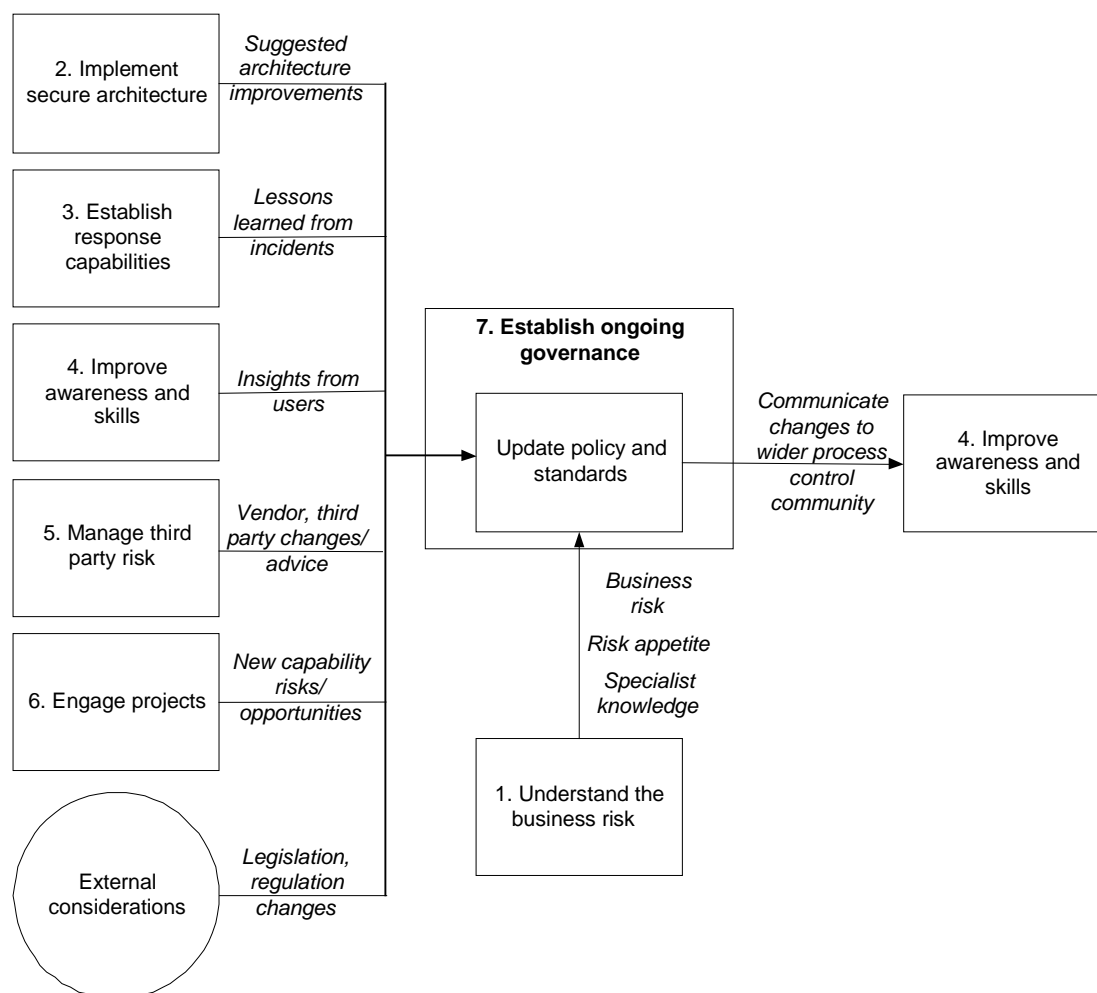 2. Implement
secure architecture
Suggested
architecture
improvements
3. Establish
response
capabilities
Lessons
learned from
incidents
4. Improve
awareness and
skills
Insights from
users
5. Manage third
party risk
Vendor, third
party changes/
advice
6. Engage projects
New capability
risks/
opportunities
External
considerations
Legislation,
regulation
changes
7. Establish ongoing
governance
Update policy and
standards
Business
risk
Risk appetite
Specialist
knowledge
1. Understand the
business risk
Communicate
changes to
wider process
control
community
4. Improve
awareness and
skills